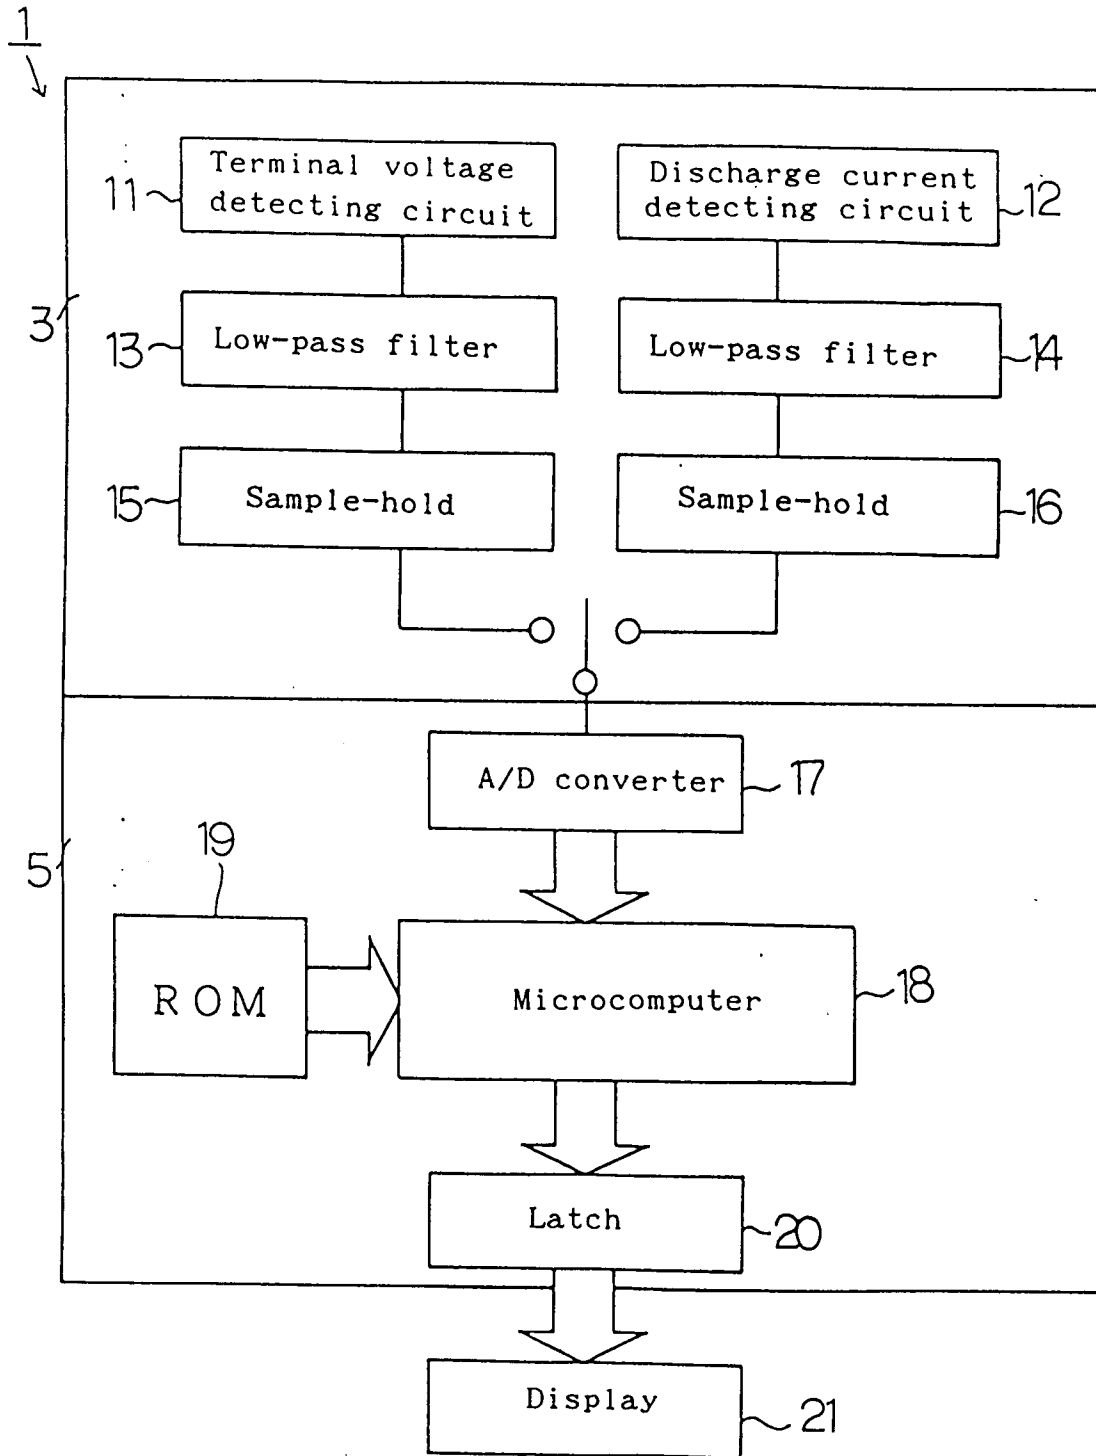 1
Terminal voltage
detecting circuit
11
Discharge current
detecting circuit
12
3
Low-pass filter
13
Low-pass filter
14
Sample-hold
15
Sample-hold
16
A/D converter
17
5
19
ROM
Microcomputer
18
Latch
20
Display
21